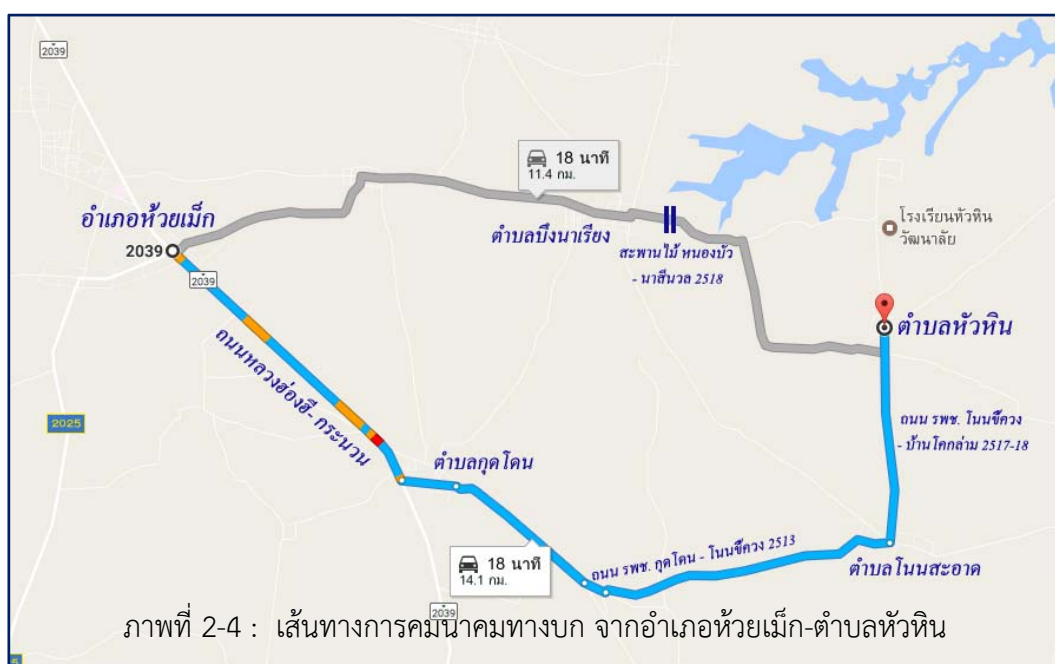 2039
18 นาที
11.4 กม.
อำเภอห้วยเม็ก
2039
ตำบลบึงนาเรียง
สะพานไม้ หนองบัว
- นาสีนวล 2518
โรงเรียนหัวหิน
วัฒนาลัย
2039
ตำบลหัวหิน
ถนนหลวงฮ่องฮี- กระนวน
2025
ถนน รพช. โนนขี้ควง
- บ้านโคกล่าม 2517-18
ตำบลกุดโดน
18 นาที
14.1 กม.
ถนน รพช. กุดโดน - โนนขี้ควง 2513
ตำบลโนนสะอาด
2039
ภาพที่ 2-4 : เส้นทางการคมนาคมทางบก จากอำเภอห้วยเม็ก-ตำบลหัวหิน